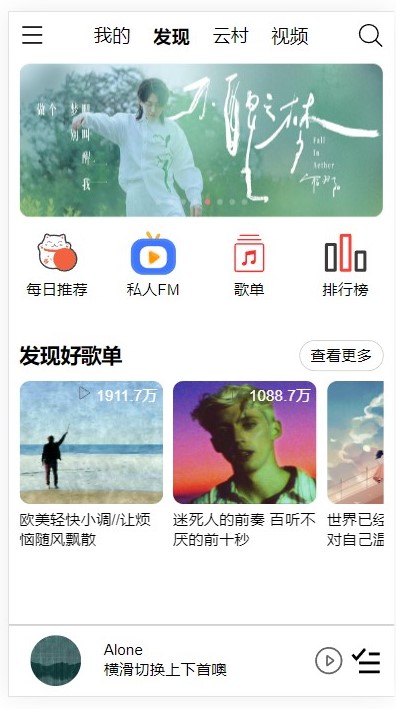 我的 发现 云村 视频
不醒之梦
做个
梦别
叫叫醒我
Fall
In
Aether
每日推荐 私人FM 歌单 排行榜
发现好歌单 查看更多
1911.7万 1088.7万
欧美轻快小调//让烦 迷死人的前奏 百听不 世界已经
恼随风飘散 厌的前十秒 对自己温
Alone
横滑切换上下首噢